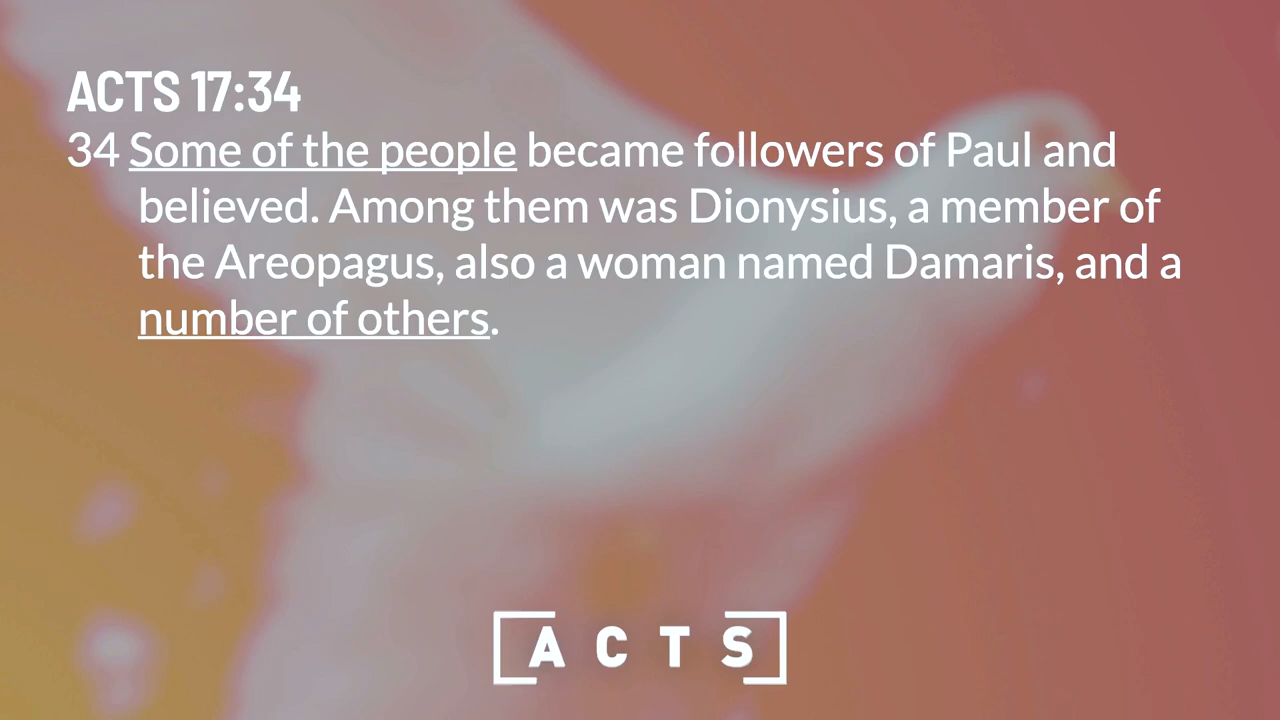 ACTS 17:34
34 Some of the people became followers of Paul and
believed. Among them was Dionysius, a member of
the Areopagus, also a woman named Damaris, and a
number of others.
ACTS